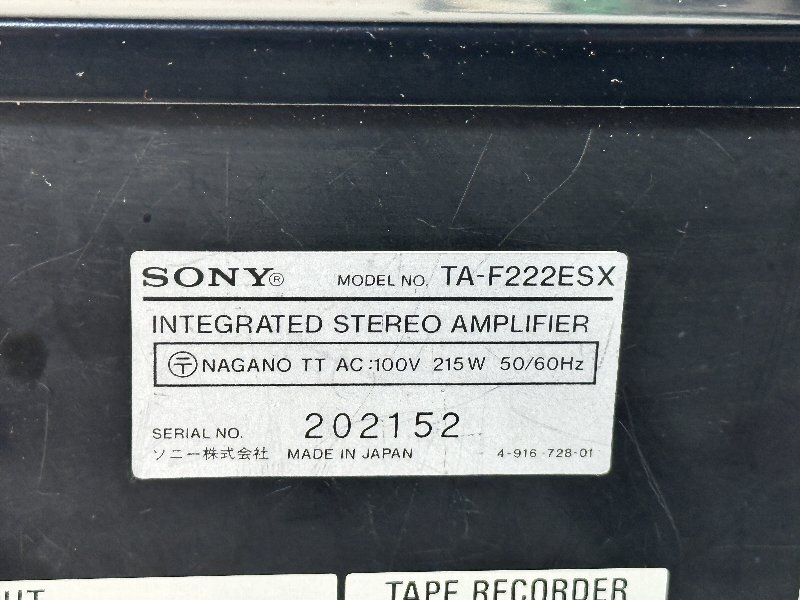 SONY® MODEL NO. TA-F222ESX
INTEGRATED STEREO AMPLIFIER
〒 NAGANO TT AC:100V 215W 50/60Hz
SERIAL NO. 202152
ソニー株式会社 MADE IN JAPAN 4-916-728-01
TAPE RECORDER